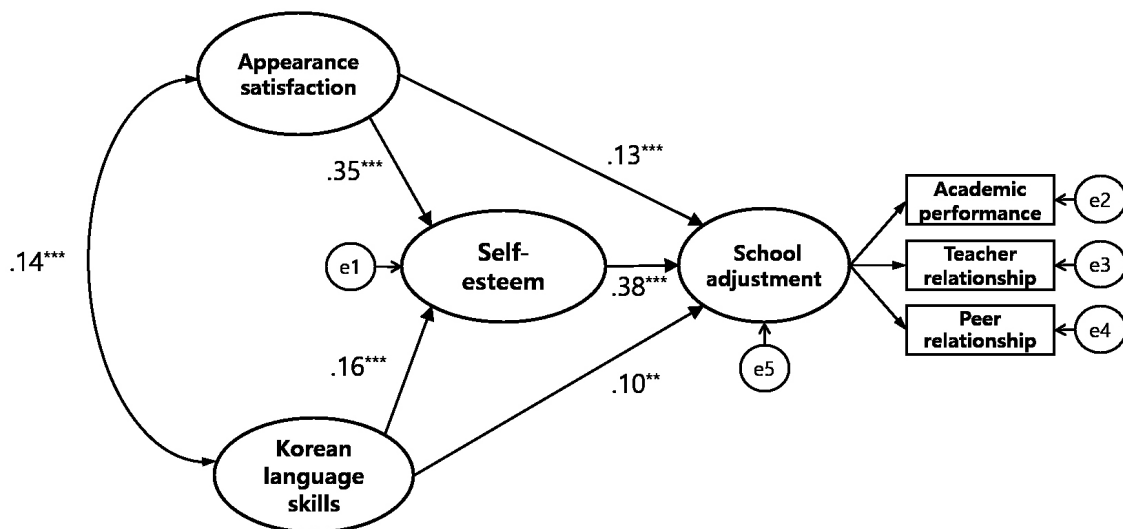 Appearance
satisfaction
.13***
.35***
Academic
performance
e2
.14***
e1
Self-
esteem
.38***
School
adjustment
Teacher
relationship
e3
Peer
relationship
e4
.16***
.10**
e5
Korean
language
skills